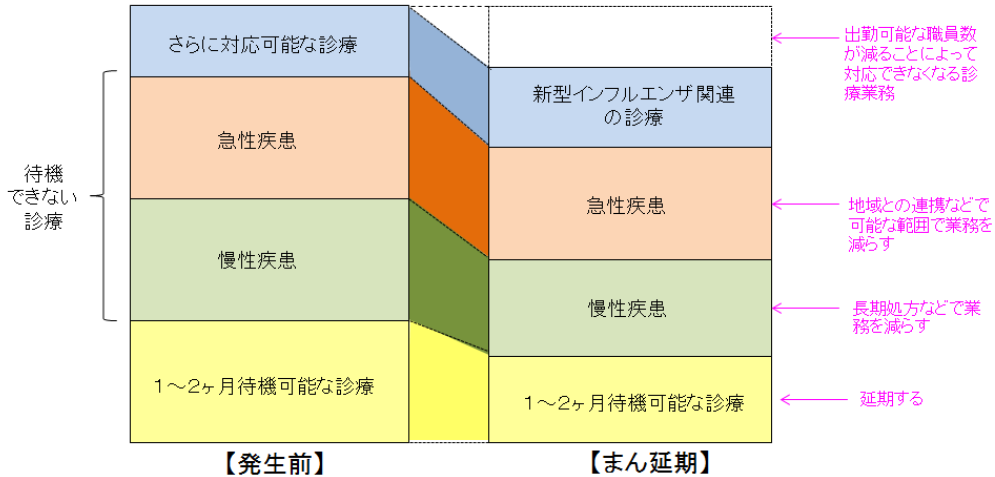 さらに対応可能な診療
急性疾患
慢性疾患
1~2ヶ月待機可能な診療
待機
できない
診療
【発生前】
新型インフルエンザ関連
の診療
急性疾患
慢性疾患
1~2ヶ月待機可能な診療
【まん延期】
出勤可能な職員数
が減ることによって
対応できなくなる診
療業務
地域との連携などで
可能な範囲で業務を
減らす
長期処方などで業
務を減らす
延期する